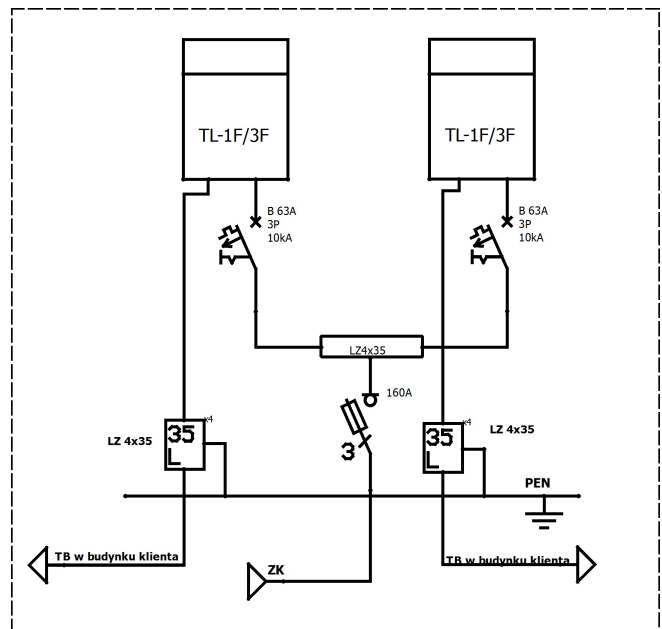 TL-1F/3F
TL-1F/3F
B 63A
3P
10kA
B 63A
3P
10kA
LZ4x35
160A
x4
35
L
LZ 4x35
3
x4
35
L
LZ 4x35
PEN
TB w budynku klienta
ZK
TB w budynku klienta